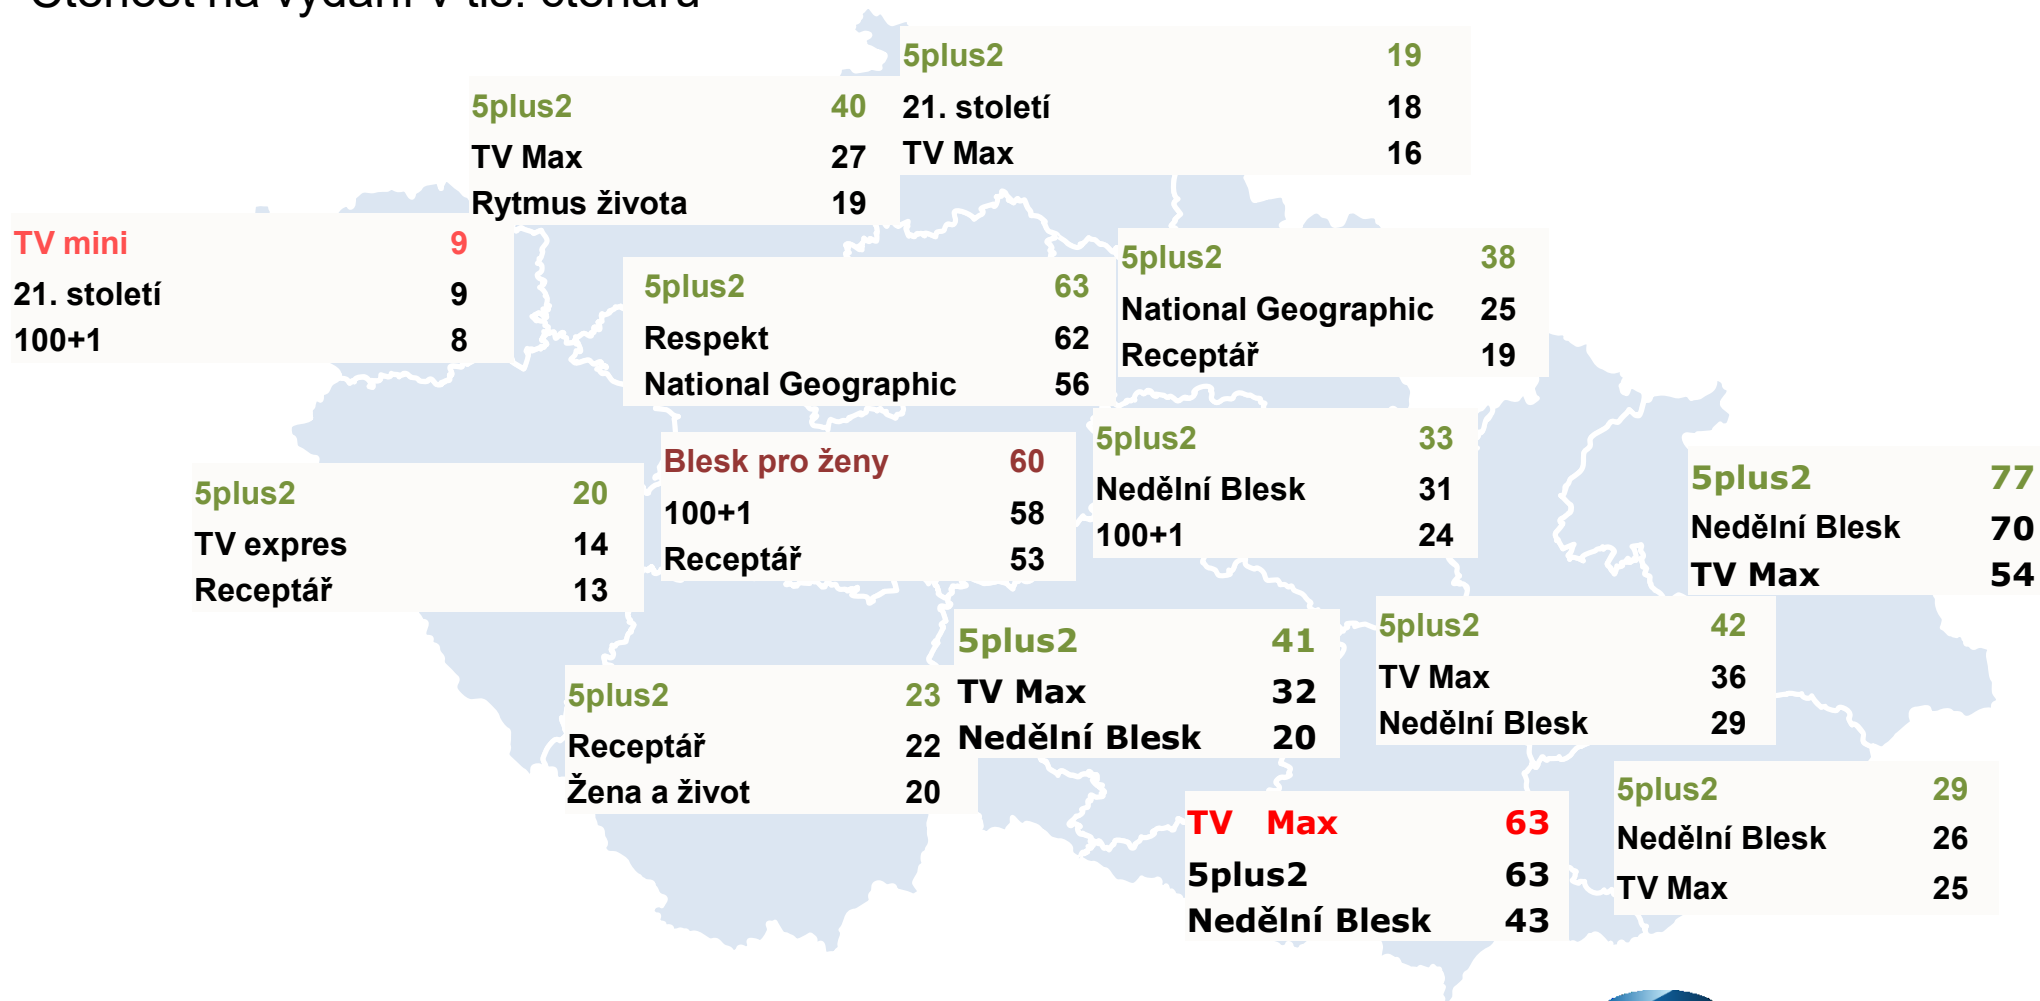 Čtenost na vydání v tis. čtenářů
5plus2 19
21. století 18
TV Max 16
5plus2 40
TV Max 27
Rytmus života 19
TV mini 9
21. století 9
100+1 8
5plus2 63
Respekt 62
National Geographic 56
5plus2 38
National Geographic 25
Receptář 19
5plus2 20
TV expres 14
Receptář 13
Blesk pro ženy 60
100+1 58
Receptář 53
5plus2 33
Nedělní Blesk 31
100+1 24
5plus2 77
Nedělní Blesk 70
TV Max 54
5plus2 23
Receptář 22
Žena a život 20
5plus2 41
TV Max 32
Nedělní Blesk 20
5plus2 42
TV Max 36
Nedělní Blesk 29
TV Max 63
5plus2 63
Nedělní Blesk 43
5plus2 29
Nedělní Blesk 26
TV Max 25